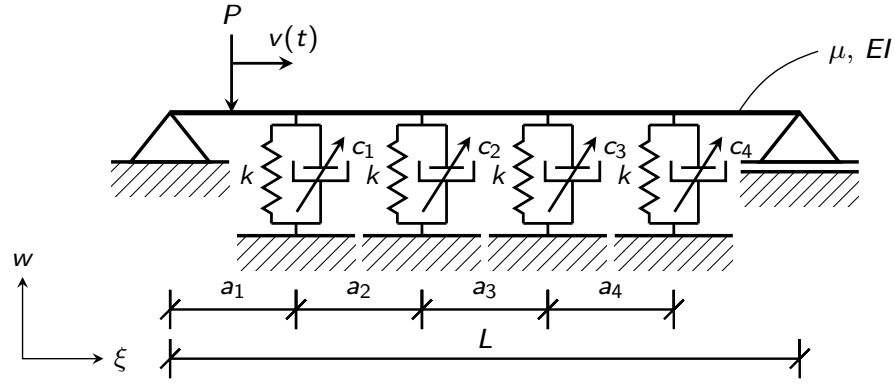 P
v(t)
μ, EI
k c₁ k c₂ k c₃ k c₄
w
a₁ a₂ a₃ a₄
L
ξ